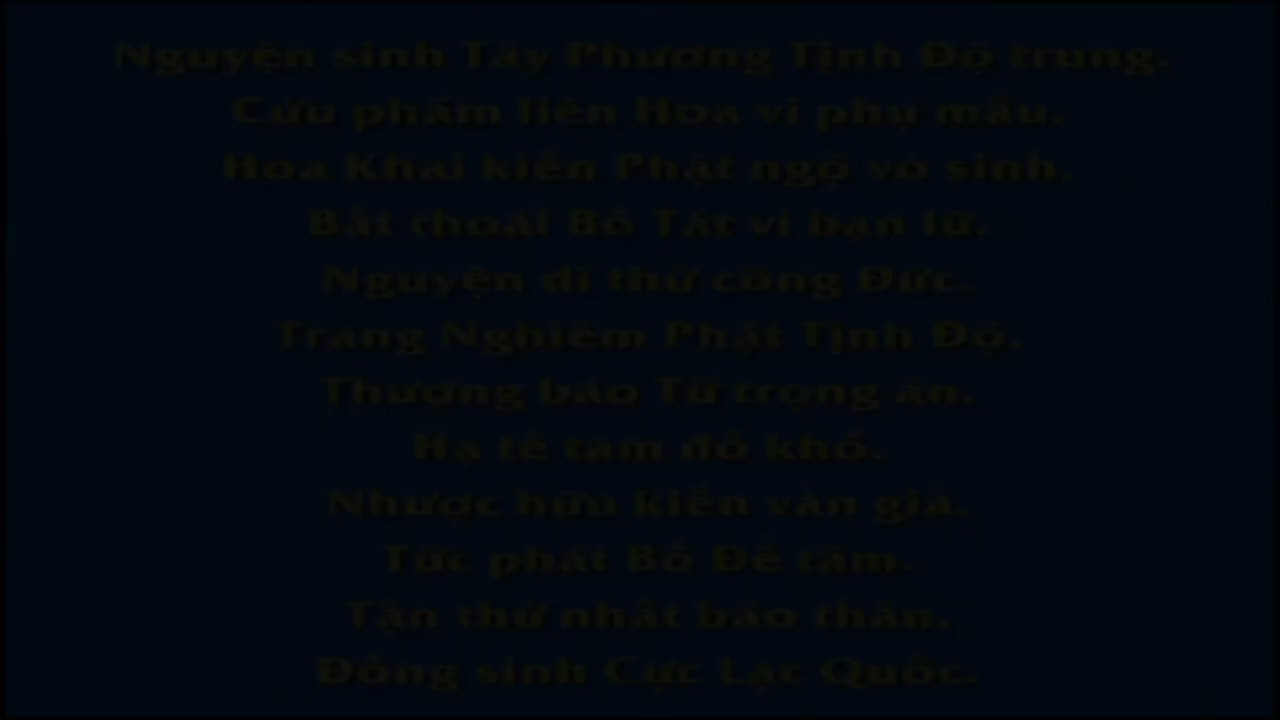 Nguyện sinh Tây Phương Tịnh Độ trung.
Cửu phẩm liên Hoa vi phụ mẫu.
Hoa Khai kiến Phật ngộ vô sinh.
Bất thoái Bồ Tát vi bạn lữ.
Nguyện dĩ thử công Đức.
Trang Nghiêm Phật Tịnh Độ.
Thượng báo Tứ trọng ân.
Hạ tế tam đồ khổ.
Nhược hữu kiến văn giả.
Tức phát Bồ Đề tâm.
Tận thử nhất báo thân.
Đồng sinh Cực Lạc Quốc.